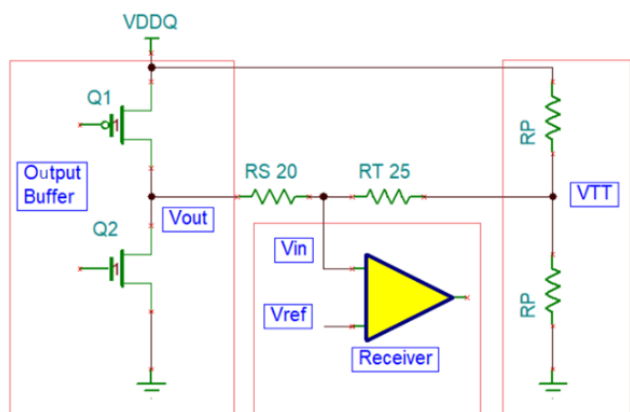 VDDQ
Q1
Output
Buffer
Vout
Q2
RS 20
RT 25
Vin
Vref
Receiver
RP
VTT
RP